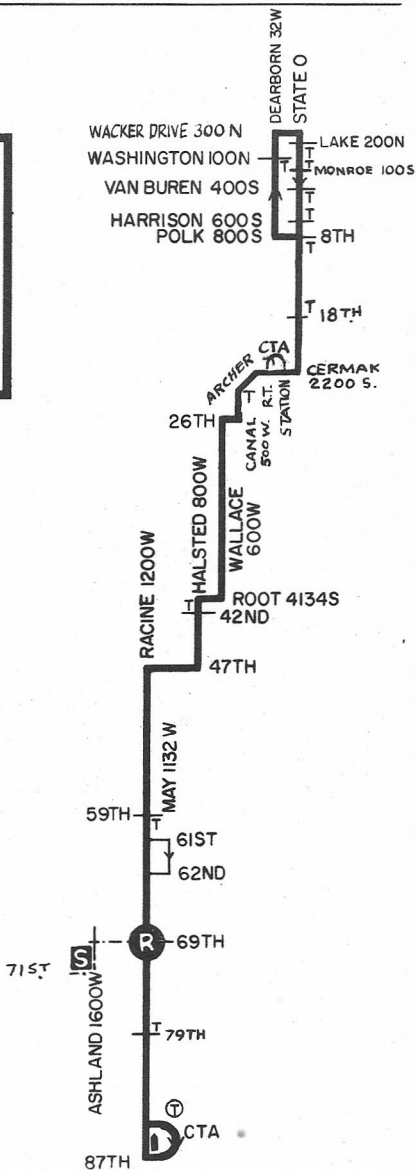 DEARBORN 32W
STATE 0
WACKER DRIVE 300 N
LAKE 200N
WASHINGTON 100N
T
T
MONROE 100S
VAN BUREN 400S
T
HARRISON 600S
T
POLK 800S
8TH
T
T
18TH
ARCHER
CTA
CERMAK
2200 S.
T
R.T.
STATION
26TH
CANAL
500W.
HALSTED 800W
WALLACE
600W
RACINE 1200W
ROOT 4134S
T
42ND
47TH
MAY 1132 W
59TH
T
61ST
62ND
R
69TH
S
71ST.
ASHLAND 1600W
T
79TH
T
CTA
87TH